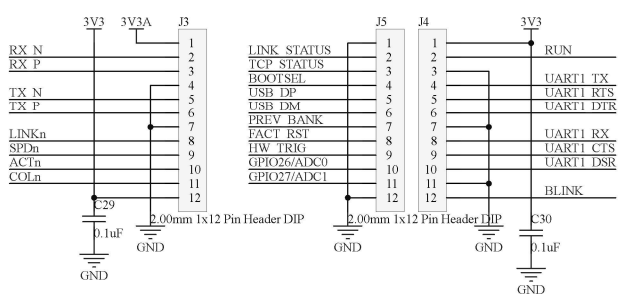 3V3 3V3A J3 J5 J4 3V3
1 1 1
RX_N 2 LINK_STATUS 2 2 RUN
RX_P 3 TCP_STATUS 3 3
4 BOOTSEL 4 4 UART1_TX
TX_N 5 USB_DP 5 5 UART1_RTS
TX_P 6 USB_DM 6 6 UART1_DTR
7 PREV_BANK 7 7
LINKn 8 FACT_RST 8 8 UART1_RX
SPDn 9 HW_TRIG 9 9 UART1_CTS
ACTn 10 GPIO26/ADC0 10 10 UART1_DSR
COLn 11 GPIO27/ADC1 11 11
12 12 12 BLINK
C29 2.00mm 1x12 Pin Header DIP 2.00mm 1x12 Pin Header DIP C30
0.1uF GND GND GND 0.1uF
GND GND